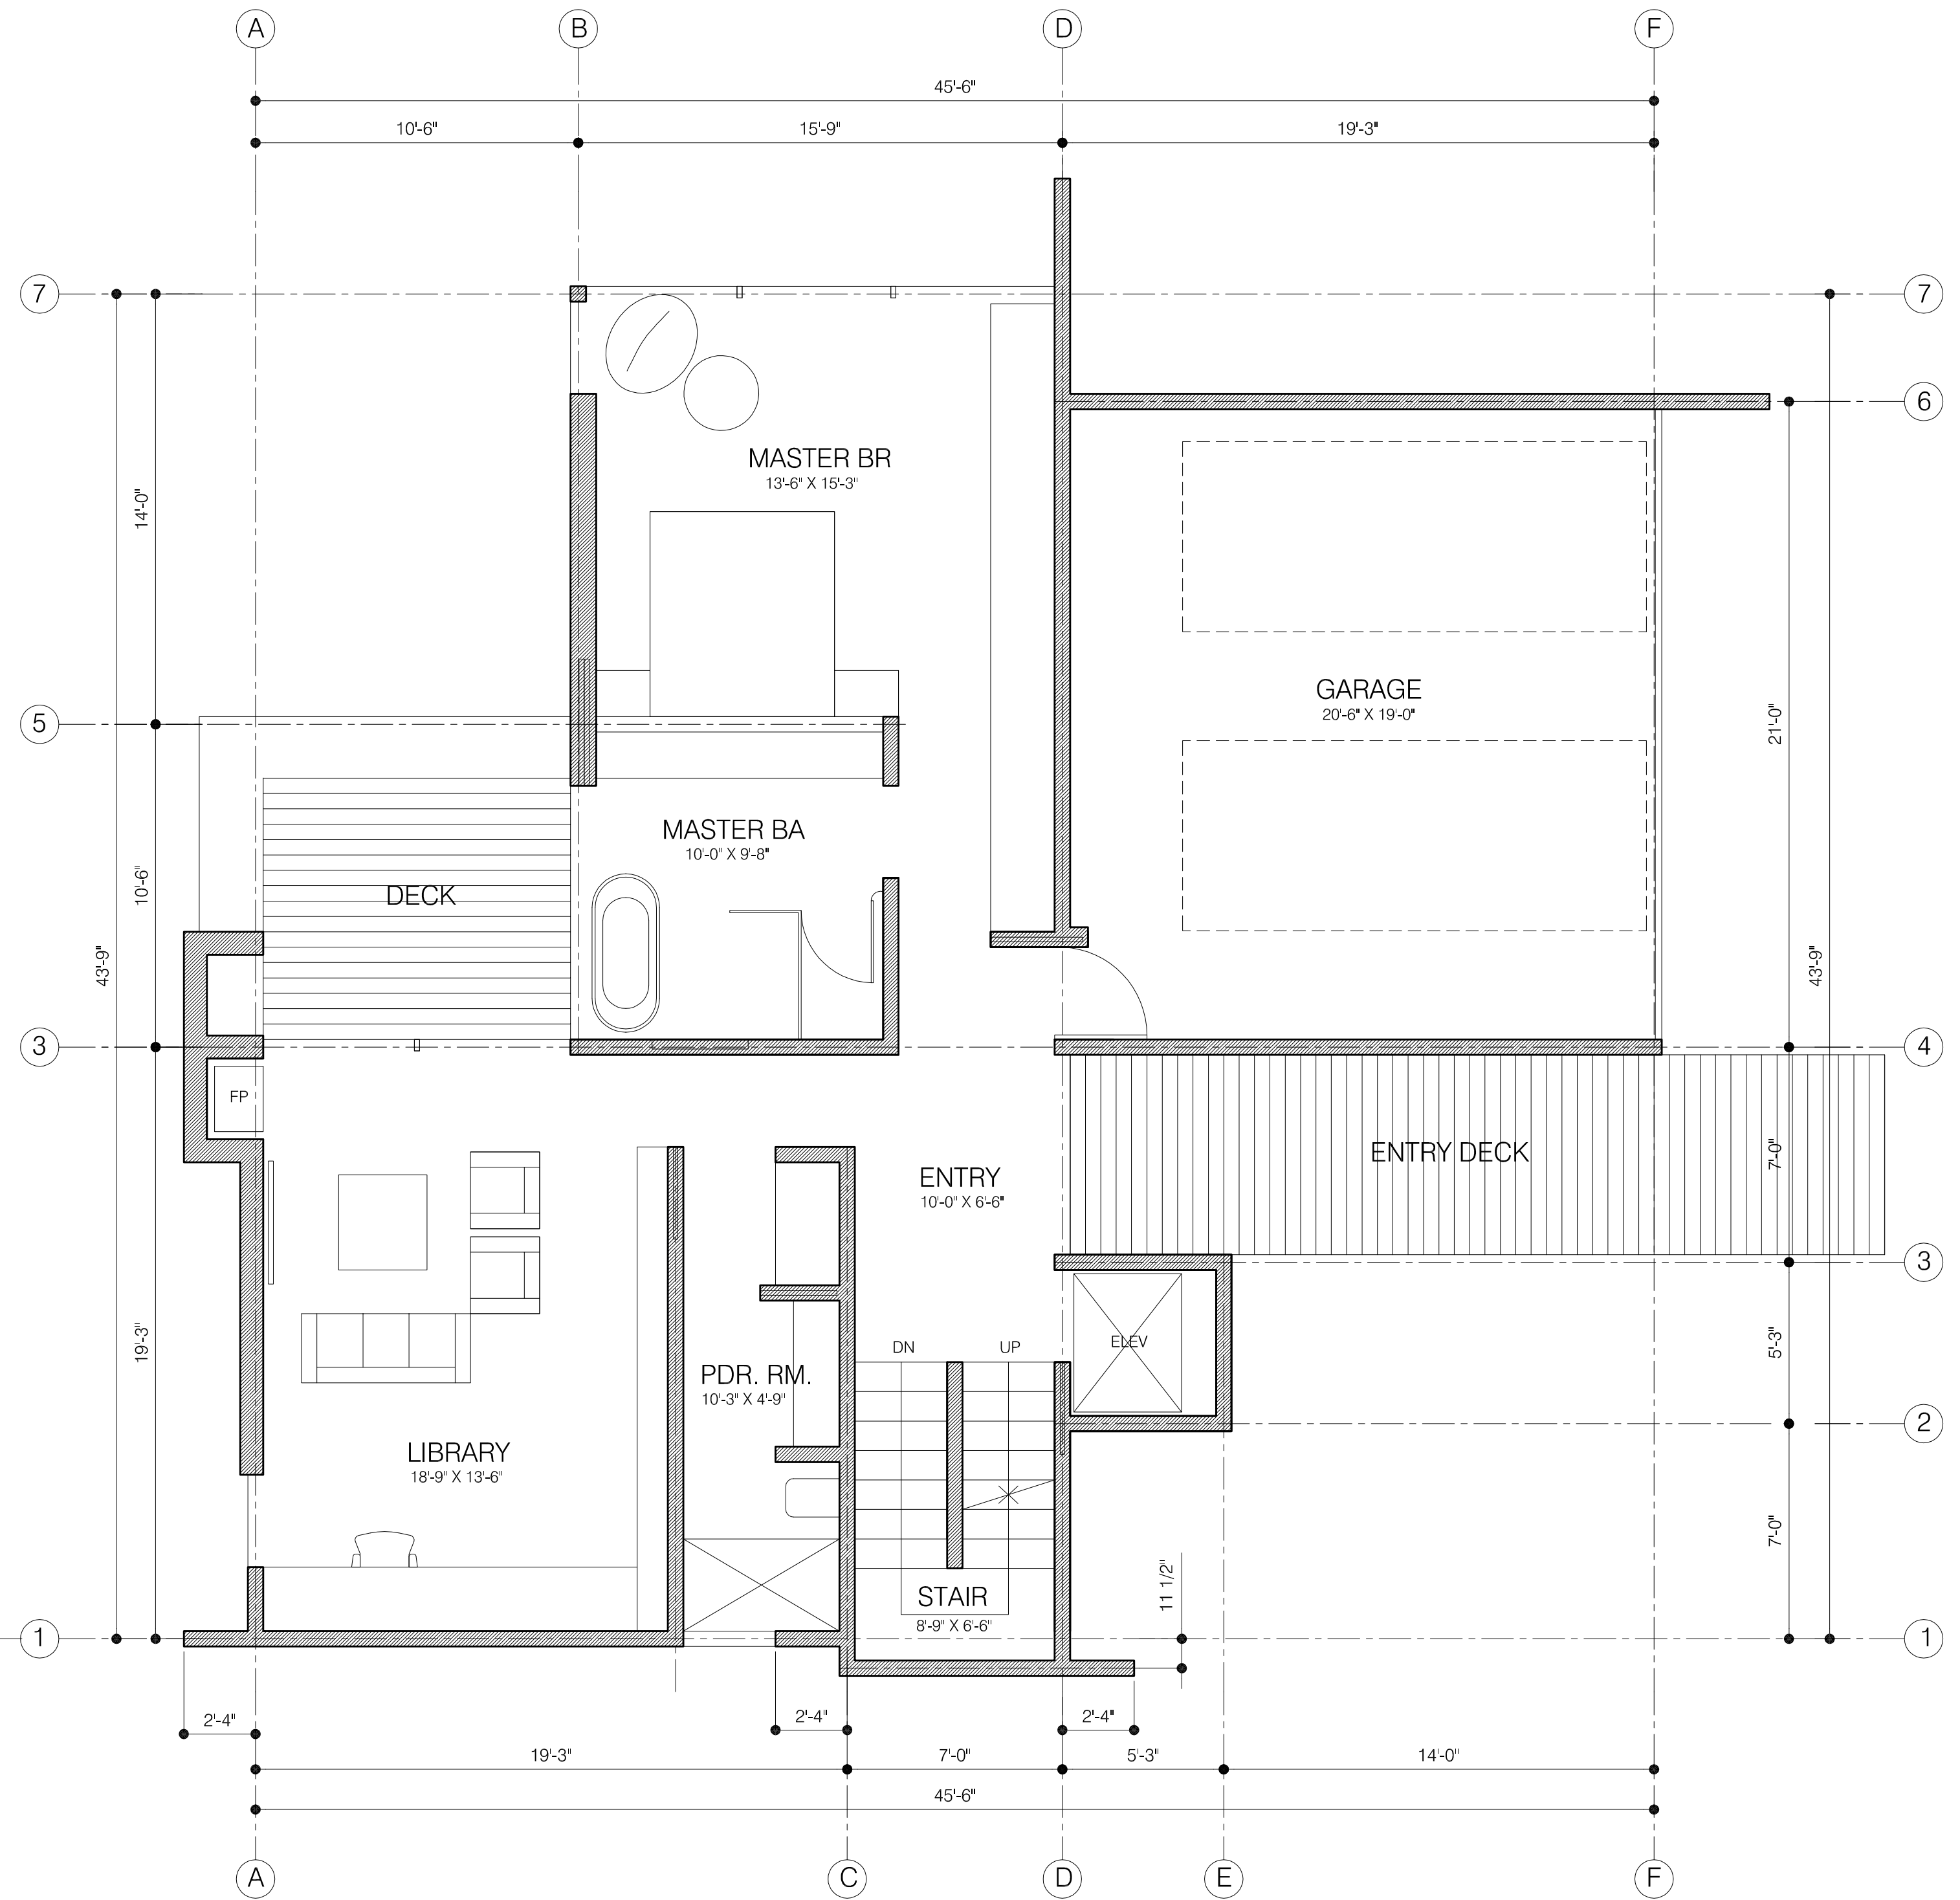 A B D F
45'-6"
10'-6" 15'-9" 19'-3"
7 7
6
MASTER BR
13'-6" X 15'-3"
14'-0"
GARAGE
20'-6" X 19'-0"
21'-0"
5
MASTER BA
10'-0" X 9'-8"
10'-6"
DECK
43'-9" 43'-9"
3 4
FP
ENTRY DECK
7'-0"
ENTRY
10'-0" X 6'-6"
3
19'-3"
5'-3"
DN UP
ELEV
PDR. RM.
10'-3" X 4'-9"
2
LIBRARY
18'-9" X 13'-6"
7'-0"
11 1/2"
STAIR
8'-9" X 6'-6"
1 1
2'-4" 2'-4" 2'-4"
19'-3" 7'-0" 5'-3" 14'-0"
45'-6"
A C D E F